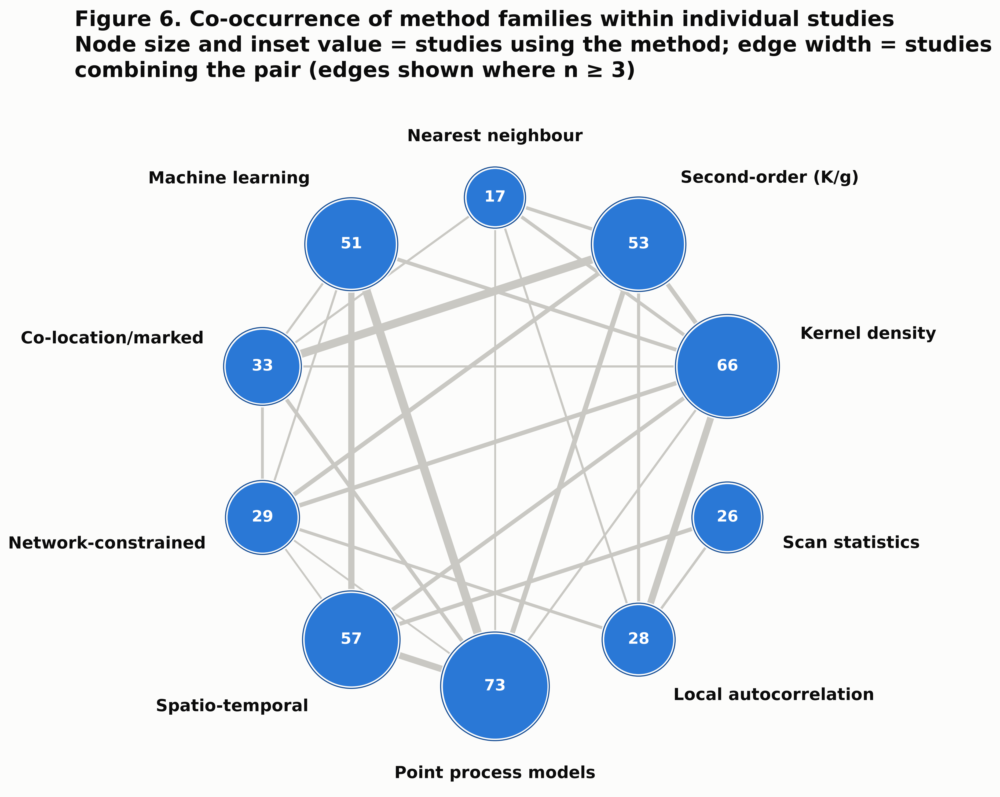 Figure 6. Co-occurrence of method families within individual studies
Node size and inset value = studies using the method; edge width = studies
combining the pair (edges shown where n ≥ 3)
Nearest neighbour
Machine learning
Second-order (K/g)
17
51
53
Co-location/marked
Kernel density
33
66
29
26
Network-constrained
Scan statistics
57
28
73
Local autocorrelation
Spatio-temporal
Point process models